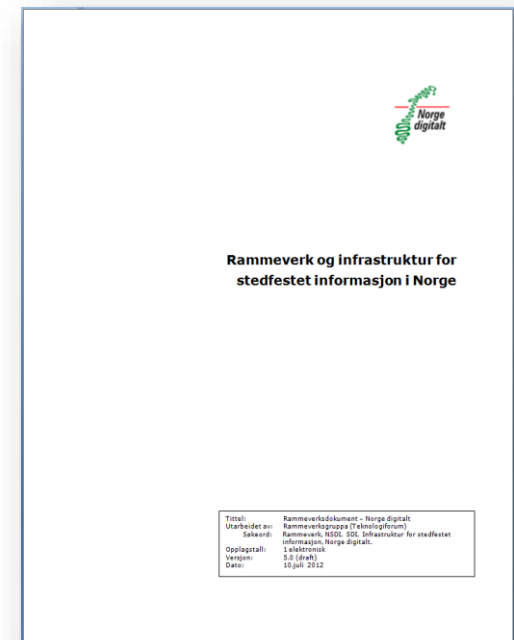 Norge
digitalt
Rammeverk og infrastruktur for
stedfestet informasjon i Norge
Tittel: Rammeverksdokument – Norge digitalt
Utarbeidet av: Rammeverksgruppa (Teknologiforum)
Søkeord: Rammeverk, NSDI, SDI, Infrastruktur for stedfestet
informasjon, Norge digitalt.
Opplagstall: 1 elektronisk
Versjon: 5.0 (draft)
Dato: 10.juli 2012